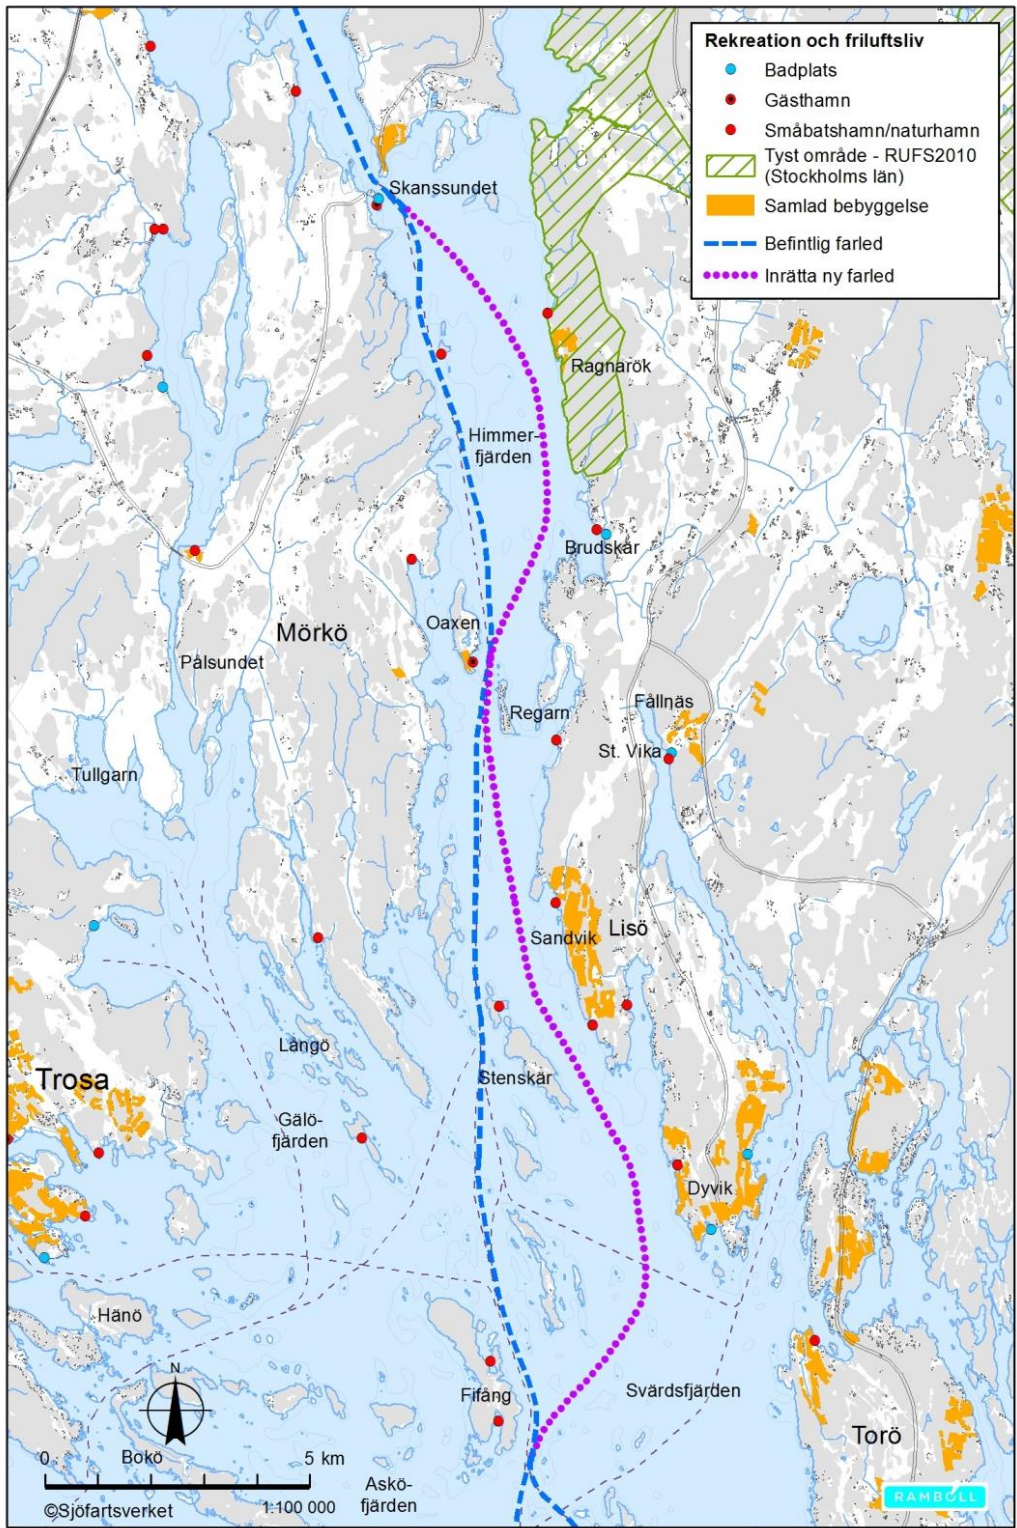 Rekreation och friluftsliv
Badplats
Gästhamn
Småbatshamn/naturhamn
Tyst område - RUFS2010
(Stockholms län)
Samlad bebyggelse
Befintlig farled
Inrätta ny farled
Skanssundet
Ragnarök
Himmer-
fjärden
Brudskär
Oaxen
Mörkö
Pålsundet
Regarn
Fållnäs
St. Vika
Tullgarn
Sandvik
Lisö
Långö
Stenskär
Trosa
Gälö-
fjärden
Dyvik
Hänö
N
Fifång
Svärdsfjärden
Torö
0
5 km
Bokö
Askö-
fjärden
©Sjöfartsverket
1:100 000
RAMBOLL